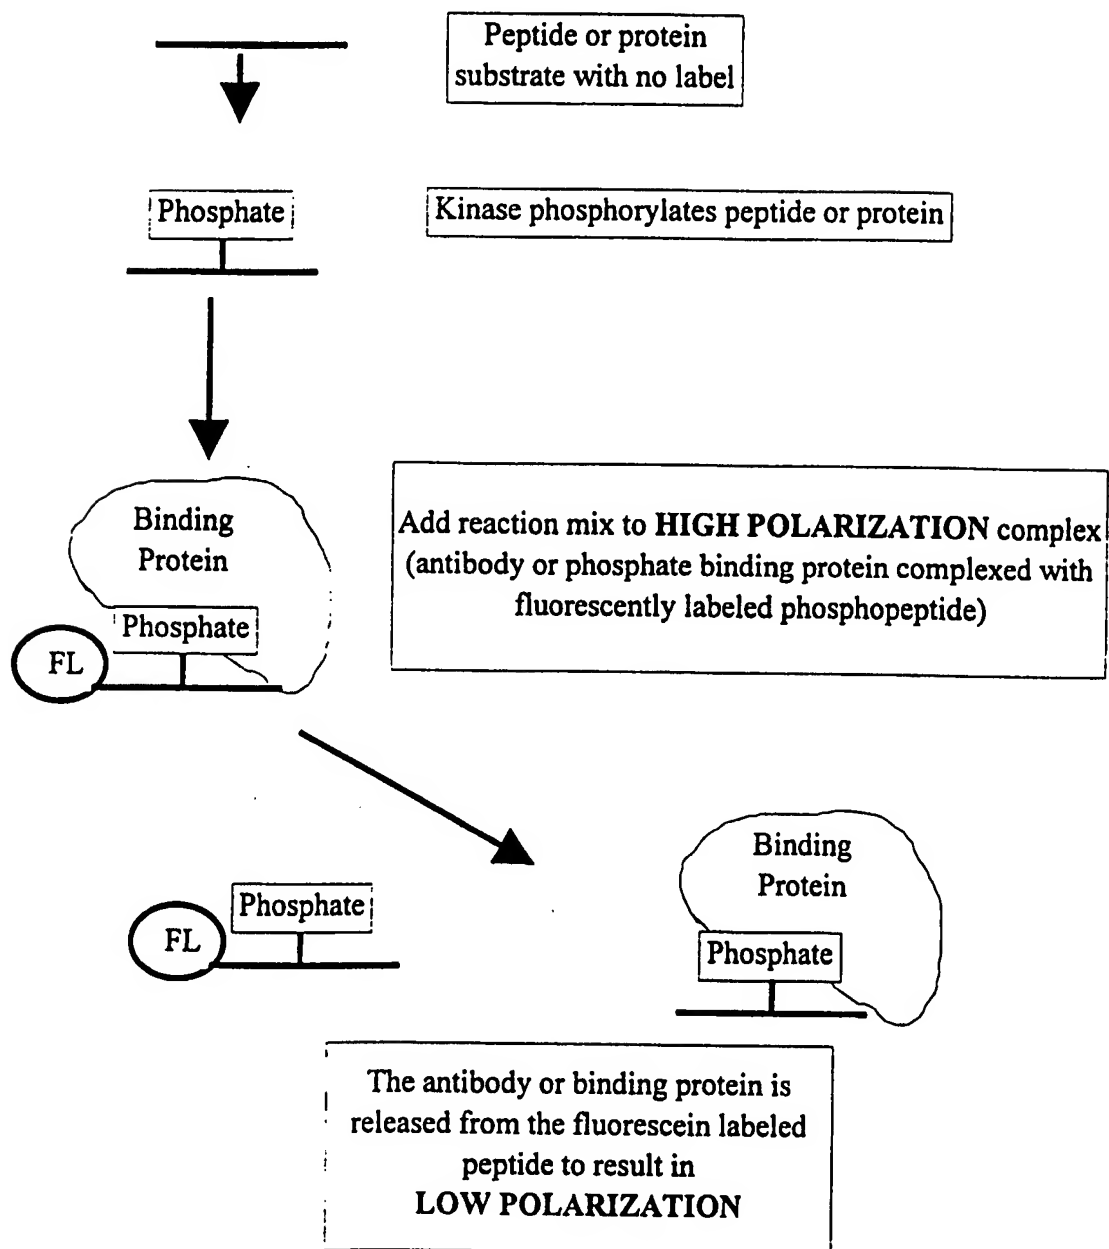 Peptide or protein
substrate with no label
Phosphate
Kinase phosphorylates peptide or protein
Binding
Protein
Phosphate
FL
Add reaction mix to HIGH POLARIZATION complex
(antibody or phosphate binding protein complexed with
fluorescently labeled phosphopeptide)
Phosphate
FL
Binding
Protein
Phosphate
The antibody or binding protein is
released from the fluorescein labeled
peptide to result in
LOW POLARIZATION